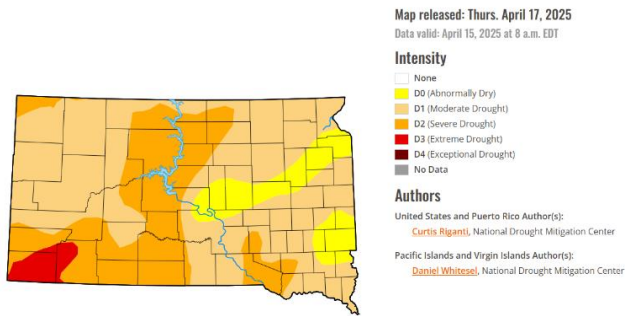 Map released: Thurs. April 17, 2025
Data valid: April 15, 2025 at 8 a.m. EDT
Intensity
None
D0 (Abnormally Dry)
D1 (Moderate Drought)
D2 (Severe Drought)
D3 (Extreme Drought)
D4 (Exceptional Drought)
No Data
Authors
United States and Puerto Rico Author(s):
Curtis Riganti, National Drought Mitigation Center
Pacific Islands and Virgin Islands Author(s):
Daniel Whitesel, National Drought Mitigation Center